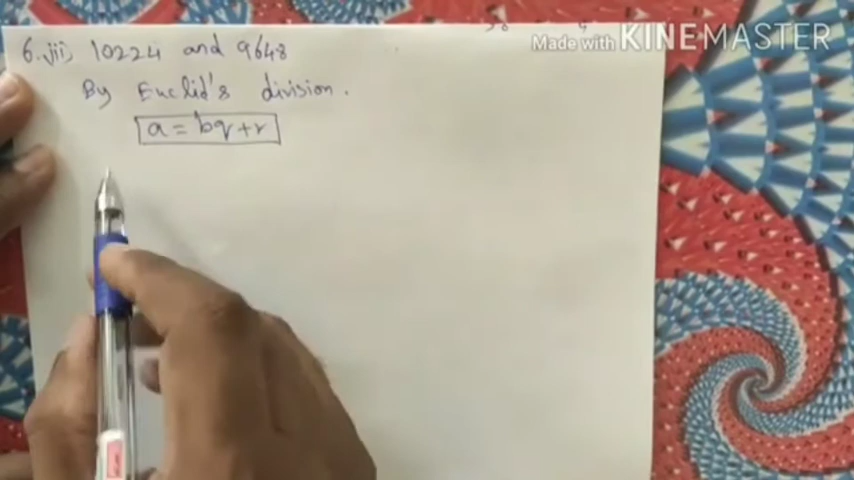 Made with KINEMASTER
6. iii, 10224 and 9648
By Euclid's division.
a = bq + r